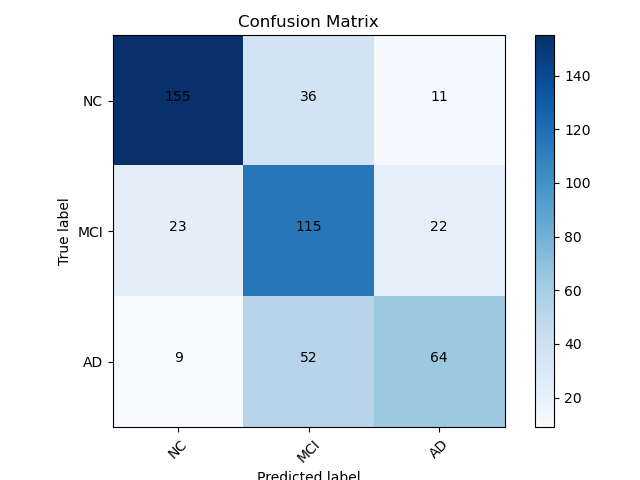 Confusion Matrix
NC 155 36 11
MCI 23 115 22
AD 9 52 64
NC MCI AD
True label
Predicted label
140
120
100
80
60
40
20